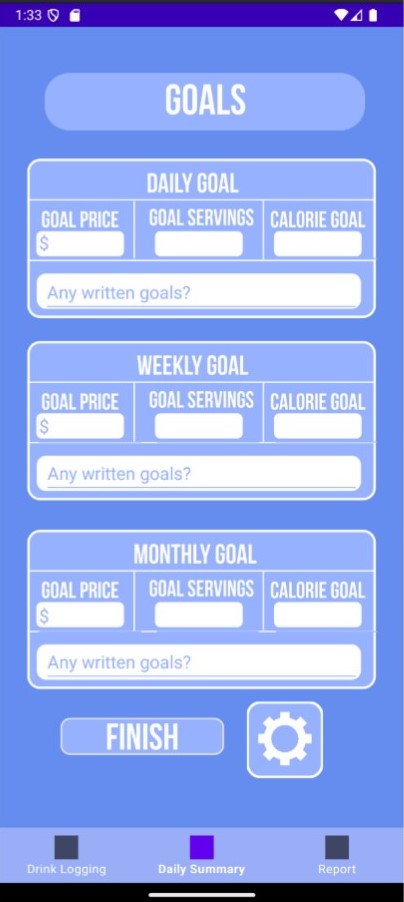 1:33
GOALS
DAILY GOAL
GOAL PRICE GOAL SERVINGS CALORIE GOAL
$
Any written goals?
WEEKLY GOAL
GOAL PRICE GOAL SERVINGS CALORIE GOAL
$
Any written goals?
MONTHLY GOAL
GOAL PRICE GOAL SERVINGS CALORIE GOAL
$
Any written goals?
FINISH
Drink Logging Daily Summary Report